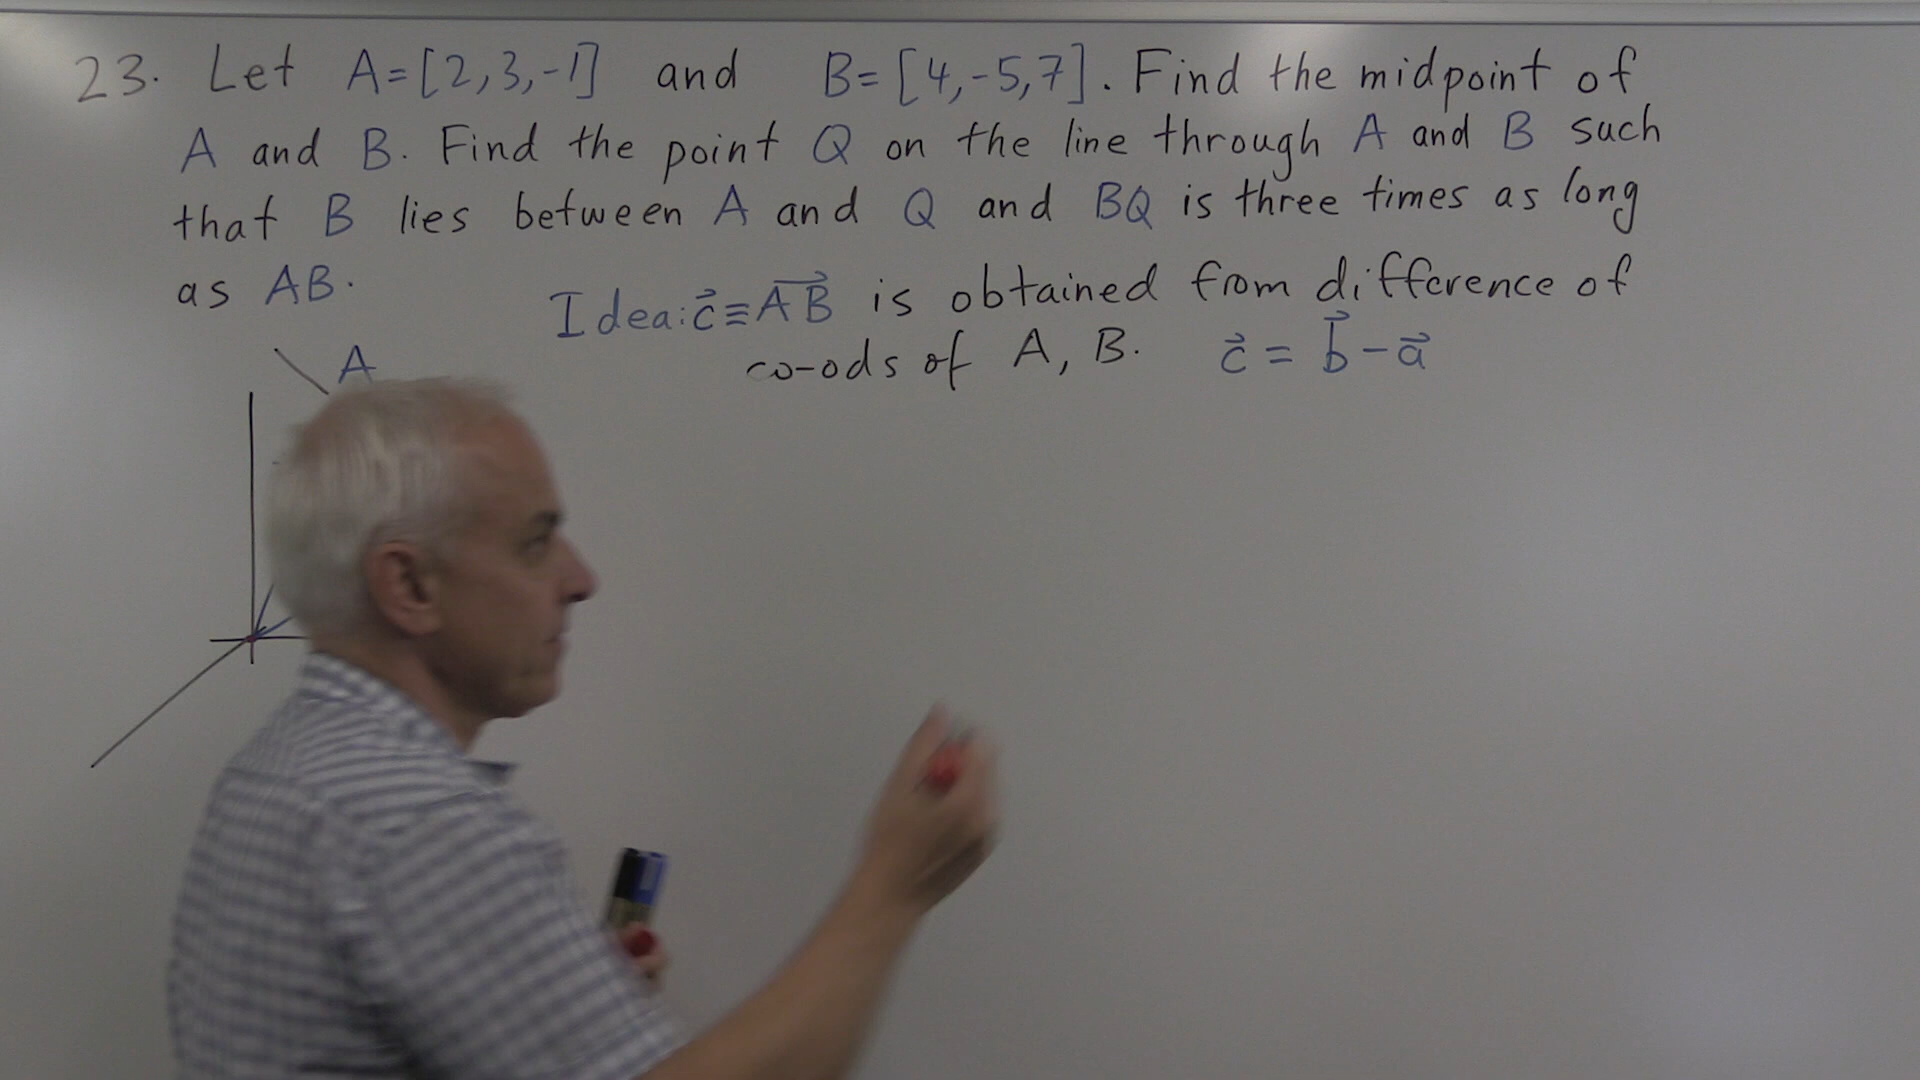 23. Let A=[2,3,-1] and B=[4,-5,7]. Find the midpoint of
A and B. Find the point Q on the line through A and B such
that B lies between A and Q and BQ is three times as long
as AB.
Idea: c⃗ ≡ A⃗B⃗ is obtained from difference of
co-ods of A, B. c⃗ = b⃗ - a⃗
A